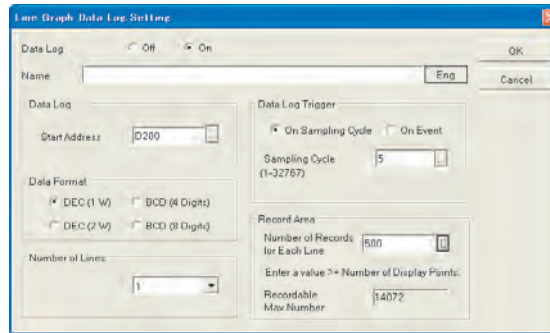 Line Graph Data Log Setting
Data Log Off On
OK
Name Eng
Cancel
Data Log
Start Address D200
Data Format
DEC (1 W) BCD (4 Digits)
DEC (2 W) BCD (8 Digits)
Number of Lines
1
Data Log Trigger
On Sampling Cycle On Event
Sampling Cycle 5
(1-32767)
Record Area
Number of Records 500
for Each Line
Enter a value >= Number of Display Points.
Recordable 14072
Max Number